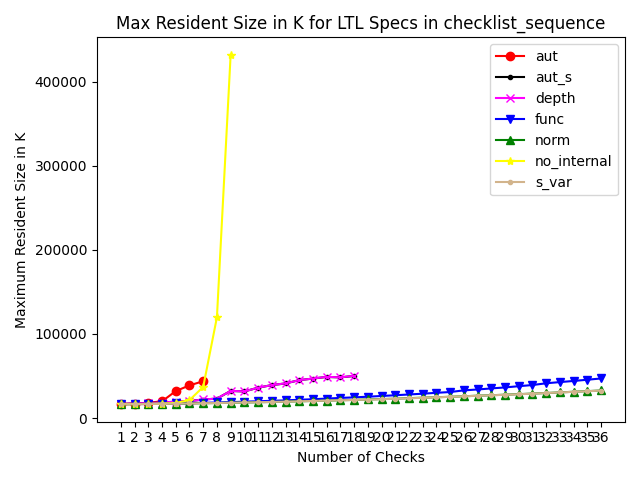 Max Resident Size in K for LTL Specs in checklist_sequence
aut
aut_s
depth
func
norm
no_internal
s_var
Maximum Resident Size in K
400000
300000
200000
100000
0
1 2 3 4 5 6 7 8 9 10 11 12 13 14 15 16 17 18 19 20 21 22 23 24 25 26 27 28 29 30 31 32 33 34 35 36
Number of Checks